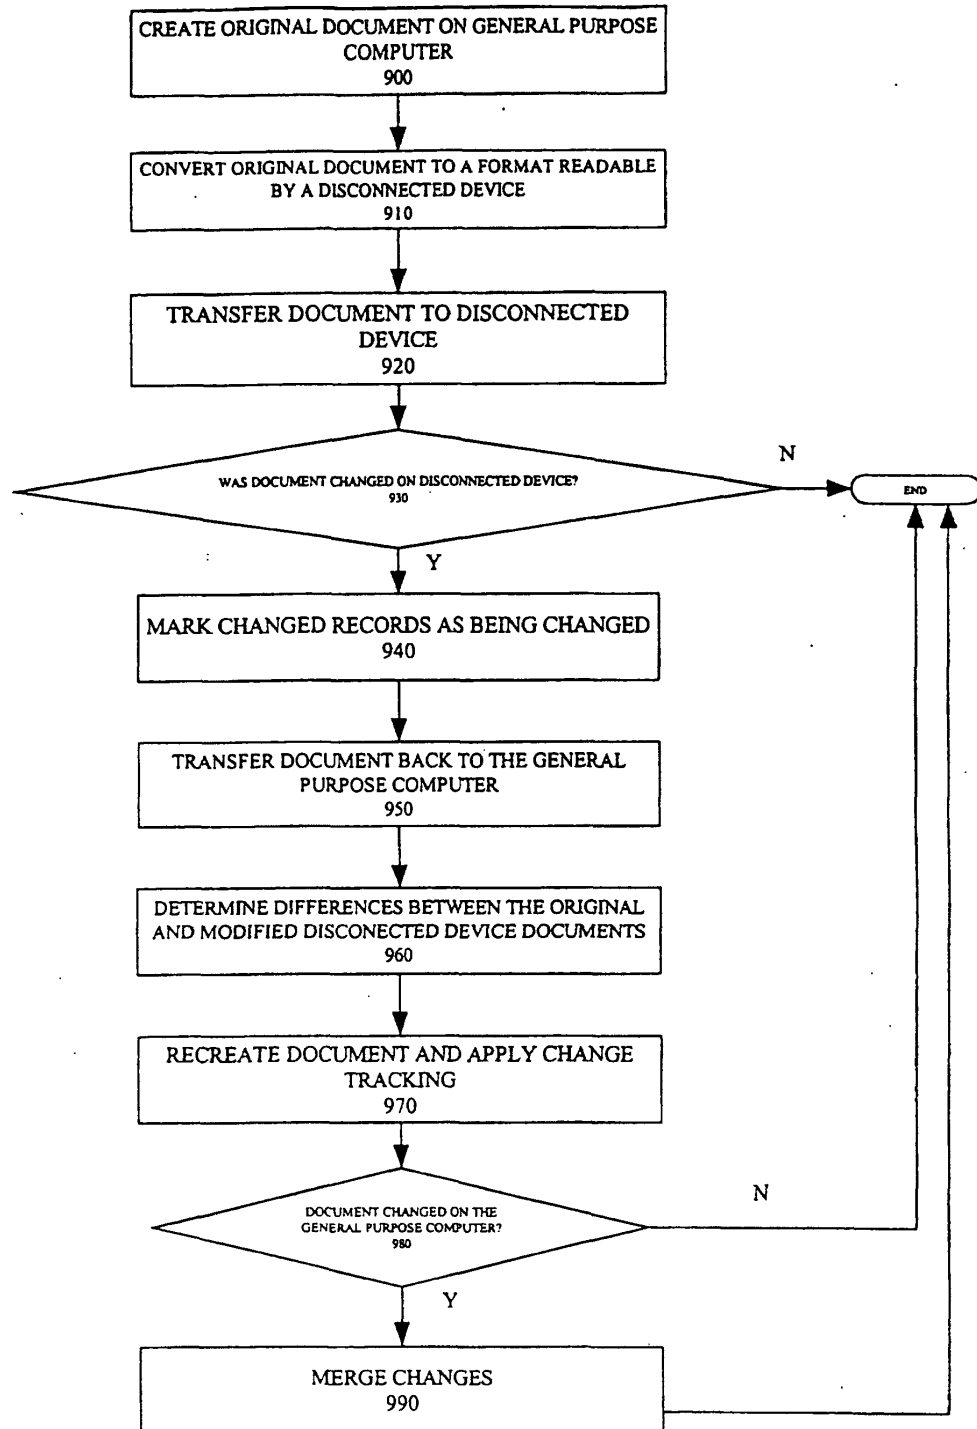 CREATE ORIGINAL DOCUMENT ON GENERAL PURPOSE
COMPUTER
900
CONVERT ORIGINAL DOCUMENT TO A FORMAT READABLE
BY A DISCONNECTED DEVICE
910
TRANSFER DOCUMENT TO DISCONNECTED
DEVICE
920
WAS DOCUMENT CHANGED ON DISCONNECTED DEVICE?
930
N
END
Y
MARK CHANGED RECORDS AS BEING CHANGED
940
TRANSFER DOCUMENT BACK TO THE GENERAL
PURPOSE COMPUTER
950
DETERMINE DIFFERENCES BETWEEN THE ORIGINAL
AND MODIFIED DISCONECTED DEVICE DOCUMENTS
960
RECREATE DOCUMENT AND APPLY CHANGE
TRACKING
970
DOCUMENT CHANGED ON THE
GENERAL PURPOSE COMPUTER?
980
N
Y
MERGE CHANGES
990